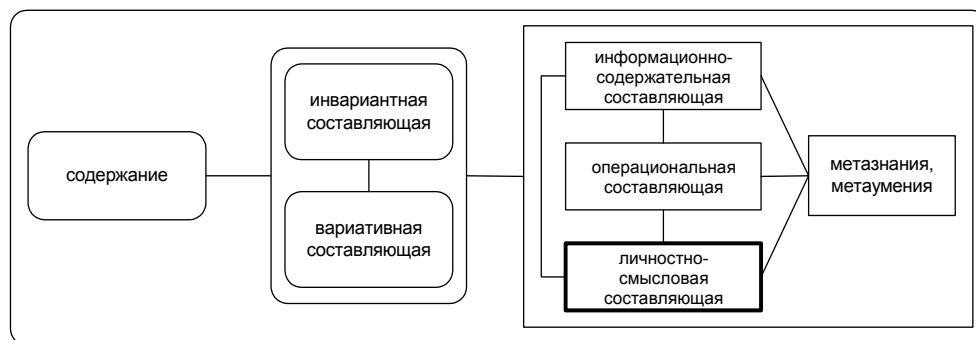 содержание
инвариантная
составляющая
вариативная
составляющая
информационно-
содержательная
составляющая
операциональная
составляющая
личностно-
смысловая
составляющая
метазнания,
метаумения